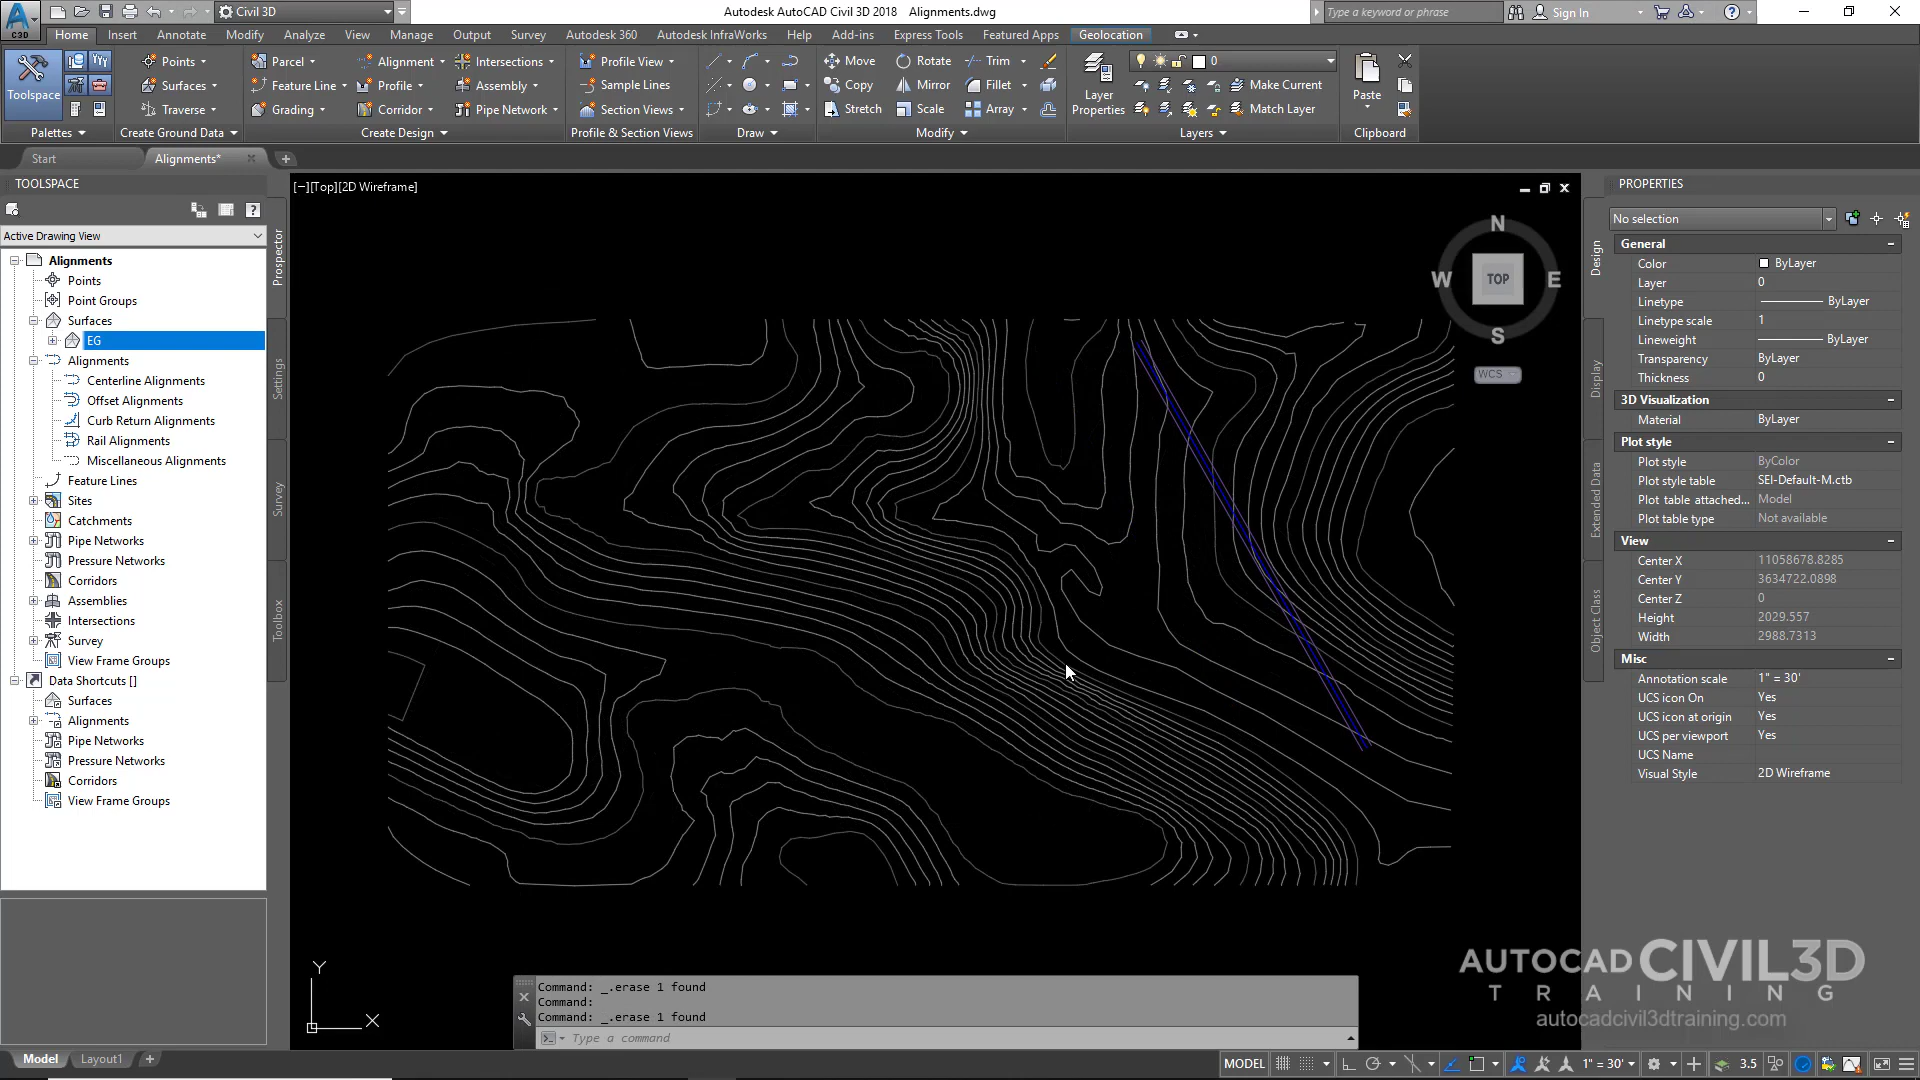 C3D
Civil 3D
Autodesk AutoCAD Civil 3D 2018 Alignments.dwg
Type a keyword or phrase
Sign In
Home Insert Annotate Modify Analyze View Manage Output Survey Autodesk 360 Autodesk InfraWorks Help Add-ins Express Tools Featured Apps Geolocation
Toolspace
Points
Surfaces
Traverse
Parcel
Feature Line
Grading
Alignment
Profile
Corridor
Intersections
Assembly
Pipe Network
Profile View
Sample Lines
Section Views
Move
Copy
Stretch
Rotate
Mirror
Scale
Trim
Fillet
Array
Layer
Properties
0
Make Current
Match Layer
Paste
Palettes Create Ground Data Create Design Profile & Section Views Draw Modify Layers Clipboard
Start Alignments*
TOOLSPACE
Active Drawing View
Alignments
Points
Point Groups
Surfaces
EG
Alignments
Centerline Alignments
Offset Alignments
Curb Return Alignments
Rail Alignments
Miscellaneous Alignments
Feature Lines
Sites
Catchments
Pipe Networks
Pressure Networks
Corridors
Assemblies
Intersections
Survey
View Frame Groups
Data Shortcuts []
Surfaces
Alignments
Pipe Networks
Pressure Networks
Corridors
View Frame Groups
Prospector
Settings
Survey
Toolbox
[−][Top][2D Wireframe]
N
W TOP E
S
WCS
Y
X
Command: _.erase 1 found
Command:
Command: _.erase 1 found
Type a command
Design
Display
Extended Data
Object Class
PROPERTIES
No selection
General
Color ByLayer
Layer 0
Linetype ByLayer
Linetype scale 1
Lineweight ByLayer
Transparency ByLayer
Thickness 0
3D Visualization
Material ByLayer
Plot style
Plot style ByColor
Plot style table SEI-Default-M.ctb
Plot table attached... Model
Plot table type Not available
View
Center X 11058678.8285
Center Y 3634722.0898
Center Z 0
Height 2029.557
Width 2988.7313
Misc
Annotation scale 1" = 30'
UCS icon On Yes
UCS icon at origin Yes
UCS per viewport Yes
UCS Name
Visual Style 2D Wireframe
AUTOCAD CIVIL3D
TRAINING
autocadcivil3dtraining.com
Model Layout1
MODEL 1" = 30' 3.5